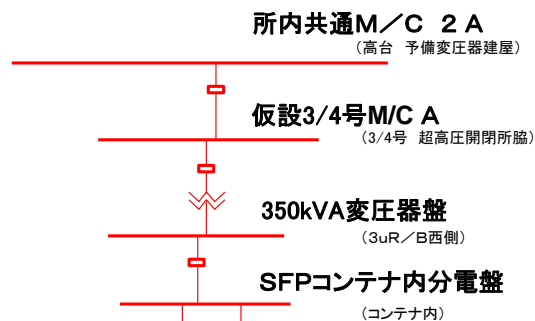 所内共通M／C ２Ａ
（高台 予備変圧器建屋）
仮設3/4号M/C A
（3/4号 超高圧開閉所脇）
350kVA変圧器盤
（3uR／B西側）
SFPコンテナ内分電盤
（コンテナ内）